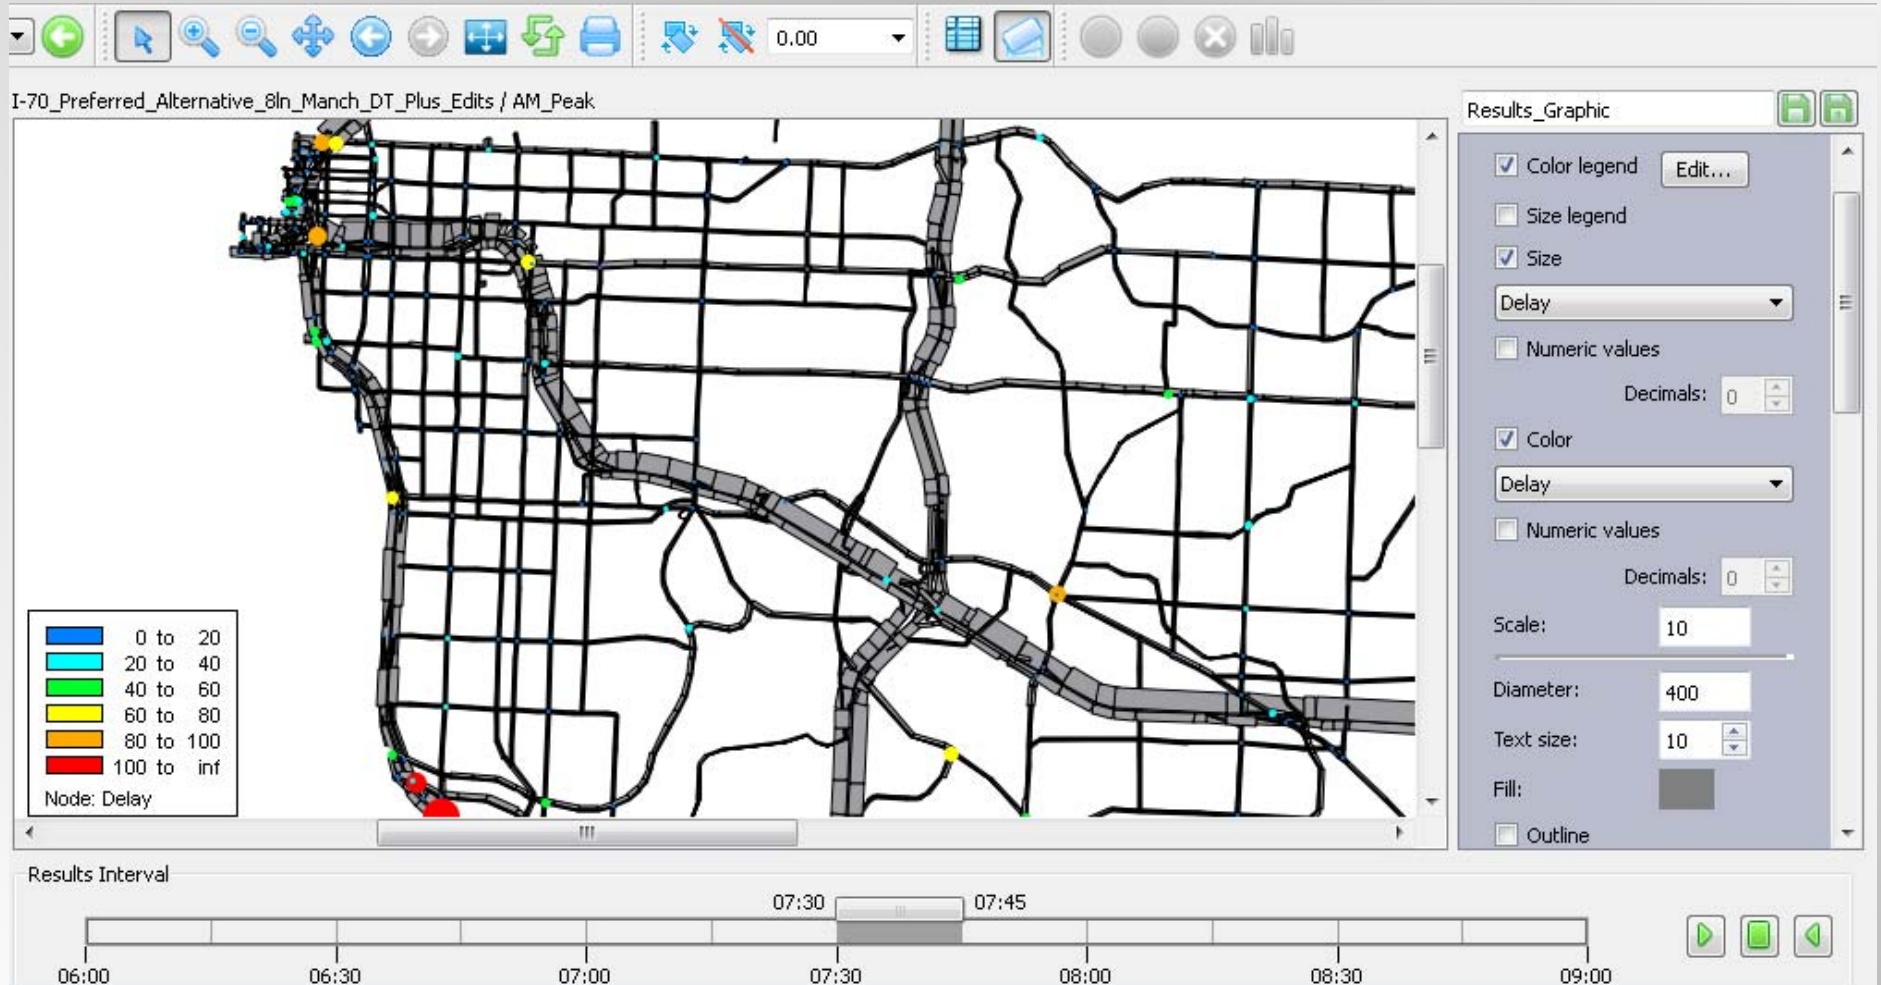 0.00
I-70_Preferred_Alternative_8ln_Manch_DT_Plus_Edits / AM_Peak
Results_Graphic
Color legend Edit...
Size legend
Size
Delay
Numeric values
Decimals: 0
Color
Delay
Numeric values
Decimals: 0
Scale: 10
Diameter: 400
Text size: 10
Fill:
Outline
0 to 20
20 to 40
40 to 60
60 to 80
80 to 100
100 to inf
Node: Delay
Results Interval
07:30 07:45
06:00 06:30 07:00 07:30 08:00 08:30 09:00